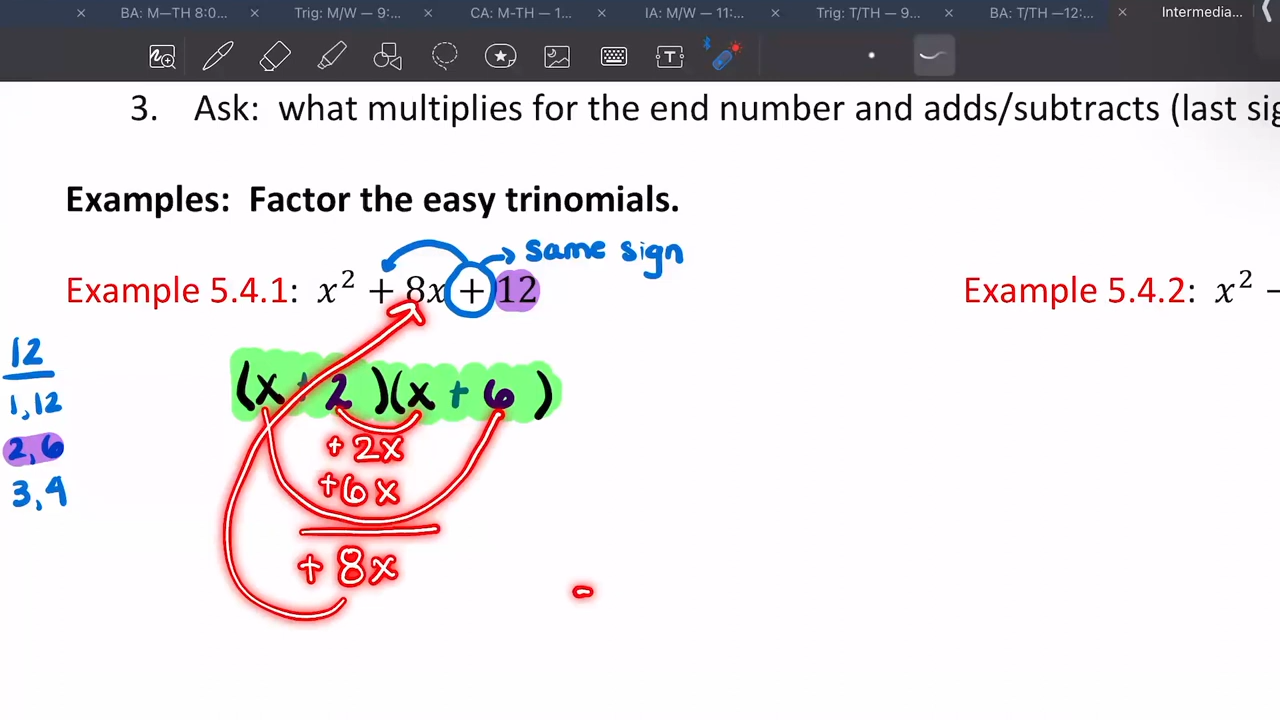 BA: M—TH 8:0... Trig: M/W — 9:... CA: M-TH — 1... IA: M/W — 11:... Trig: T/TH — 9... BA: T/TH —12:... Intermedia...
3. Ask: what multiplies for the end number and adds/subtracts (last sig
Examples: Factor the easy trinomials.
same sign
Example 5.4.1: x² + 8x + 12
Example 5.4.2: x² −
12
1, 12
2, 6
3, 4
(x + 2)(x + 6)
+ 2x
+6x
+ 8x
-